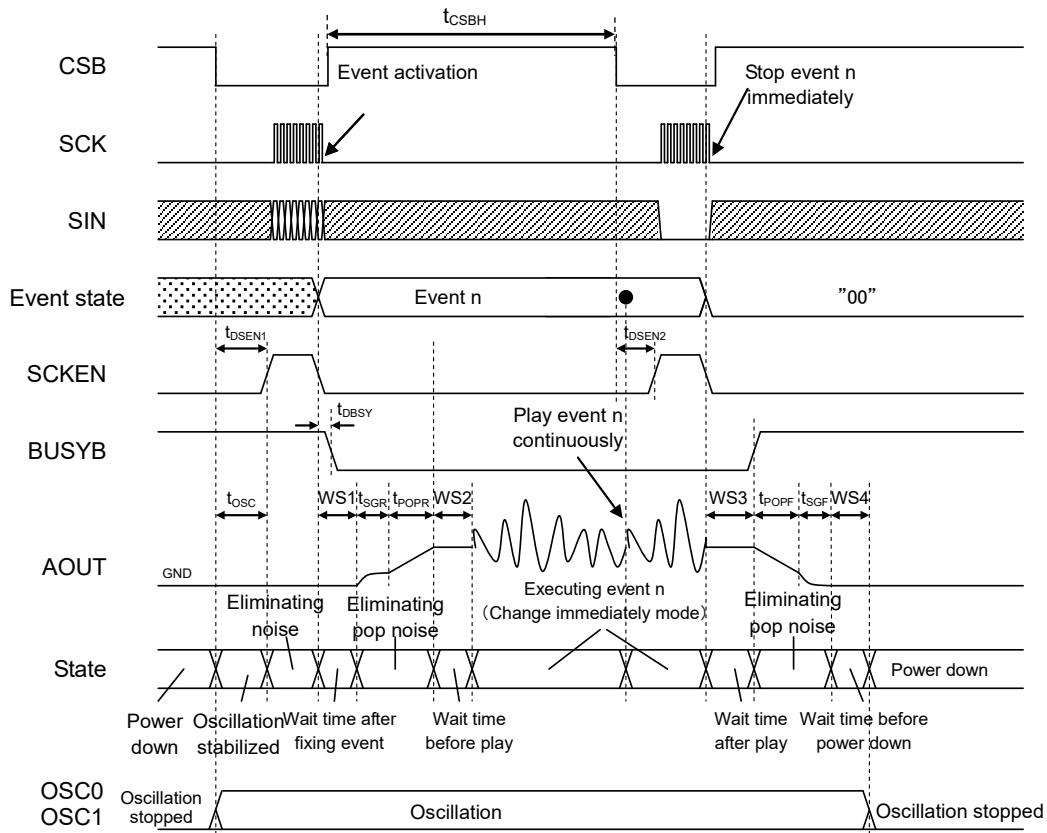 tCSBH
CSB
Event activation
Stop event n
immediately
SCK
SIN
Event state
Event n
"00"
tDSEN1
tDSEN2
SCKEN
tDBSY
Play event n
continuously
BUSYB
tOSC
WS1
tSGR
tPOPR
WS2
WS3
tPOPF
tSGF
WS4
AOUT
GND
Eliminating
noise
Eliminating
pop noise
Executing event n
(Change immediately mode)
Eliminating
pop noise
State
Power down
Power
down
Oscillation
stabilized
Wait time after
fixing event
Wait time
before play
Wait time
after play
Wait time before
power down
OSC0
OSC1
Oscillation
stopped
Oscillation
Oscillation stopped